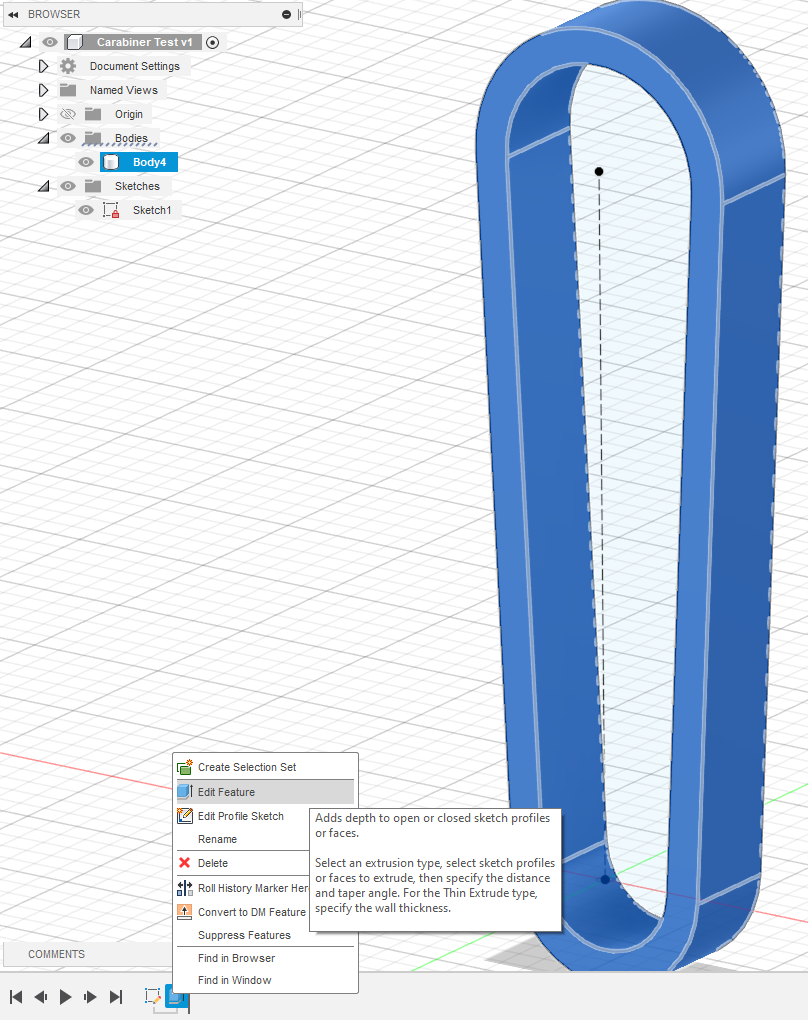 BROWSER
Carabiner Test v1
Document Settings
Named Views
Origin
Bodies
Body4
Sketches
Sketch1
Create Selection Set
Edit Feature
Edit Profile Sketch
Rename
Delete
Roll History Marker Her
Convert to DM Feature
Suppress Features
Find in Browser
Find in Window
Adds depth to open or closed sketch profiles
or faces.
Select an extrusion type, select sketch profiles
or faces to extrude, then specify the distance
and taper angle. For the Thin Extrude type,
specify the wall thickness.
COMMENTS